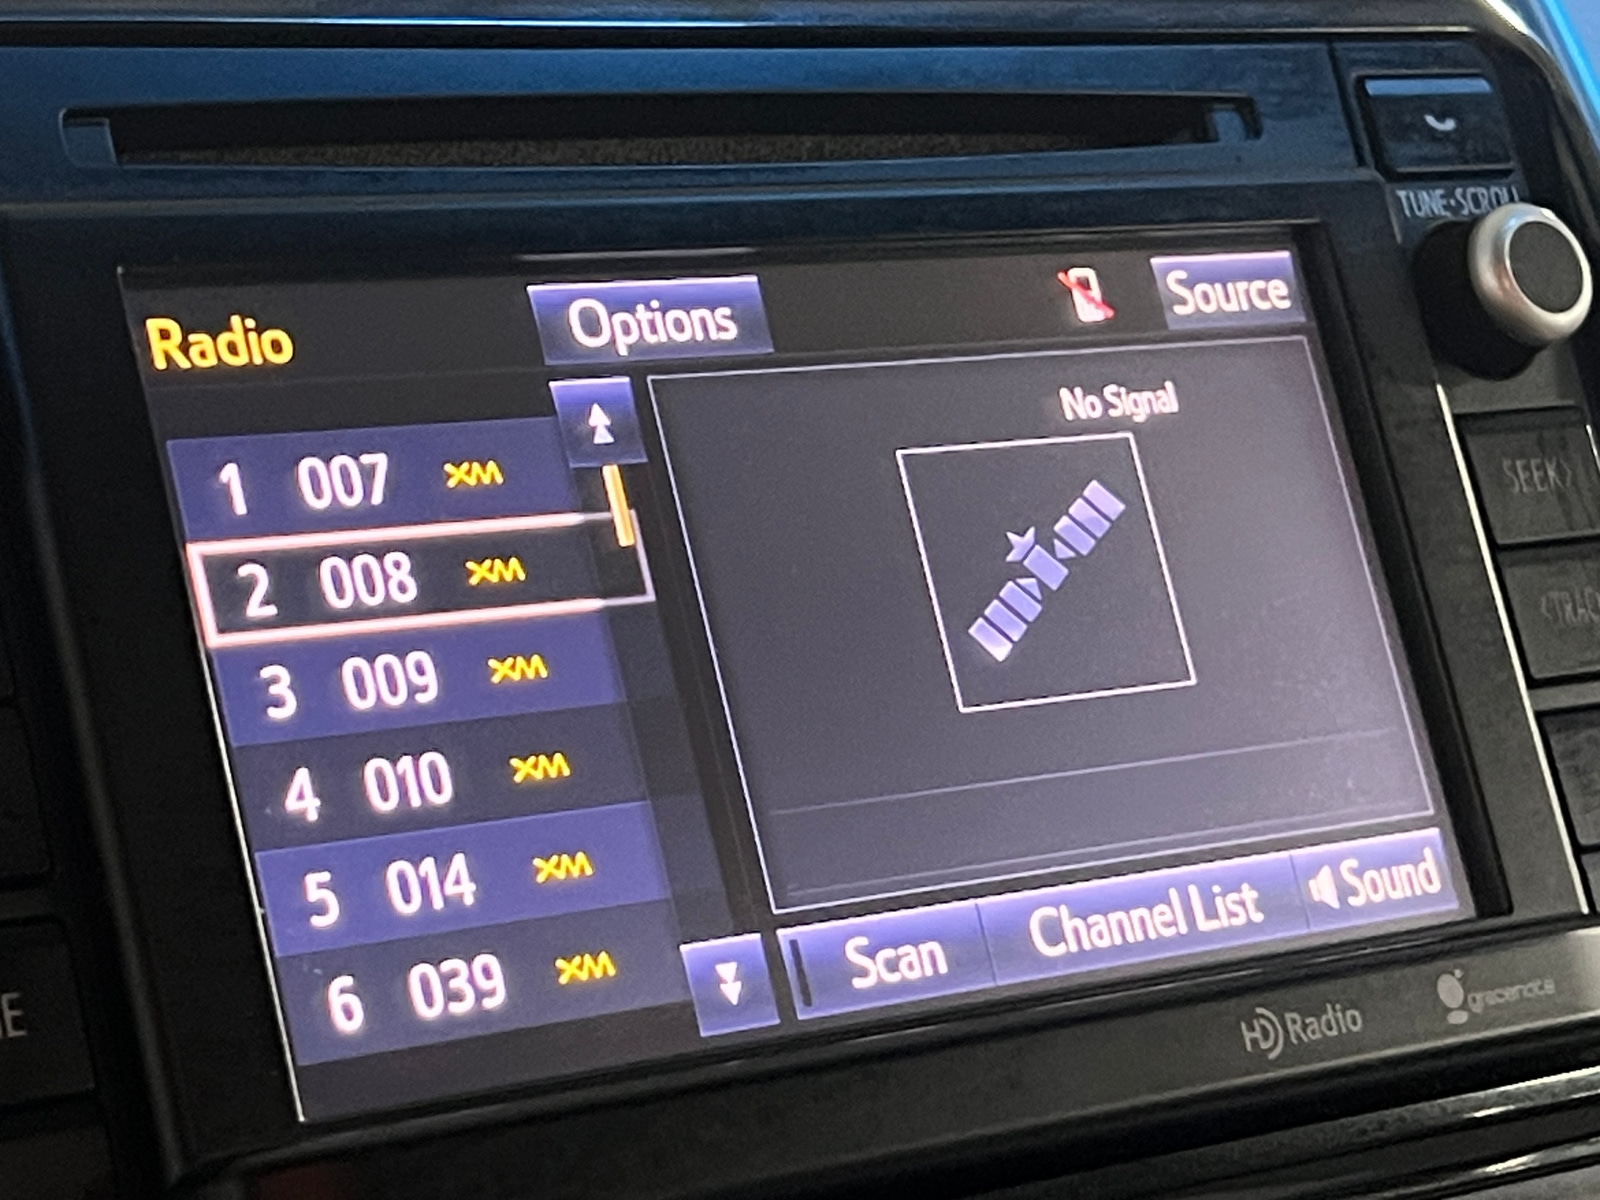 TUNE•SCROLL
Radio
Options
Source
No Signal
1 007 XM
2 008 XM
3 009 XM
4 010 XM
5 014 XM
6 039 XM
SEEK>
Scan
Channel List
Sound
HD Radio
gracenote